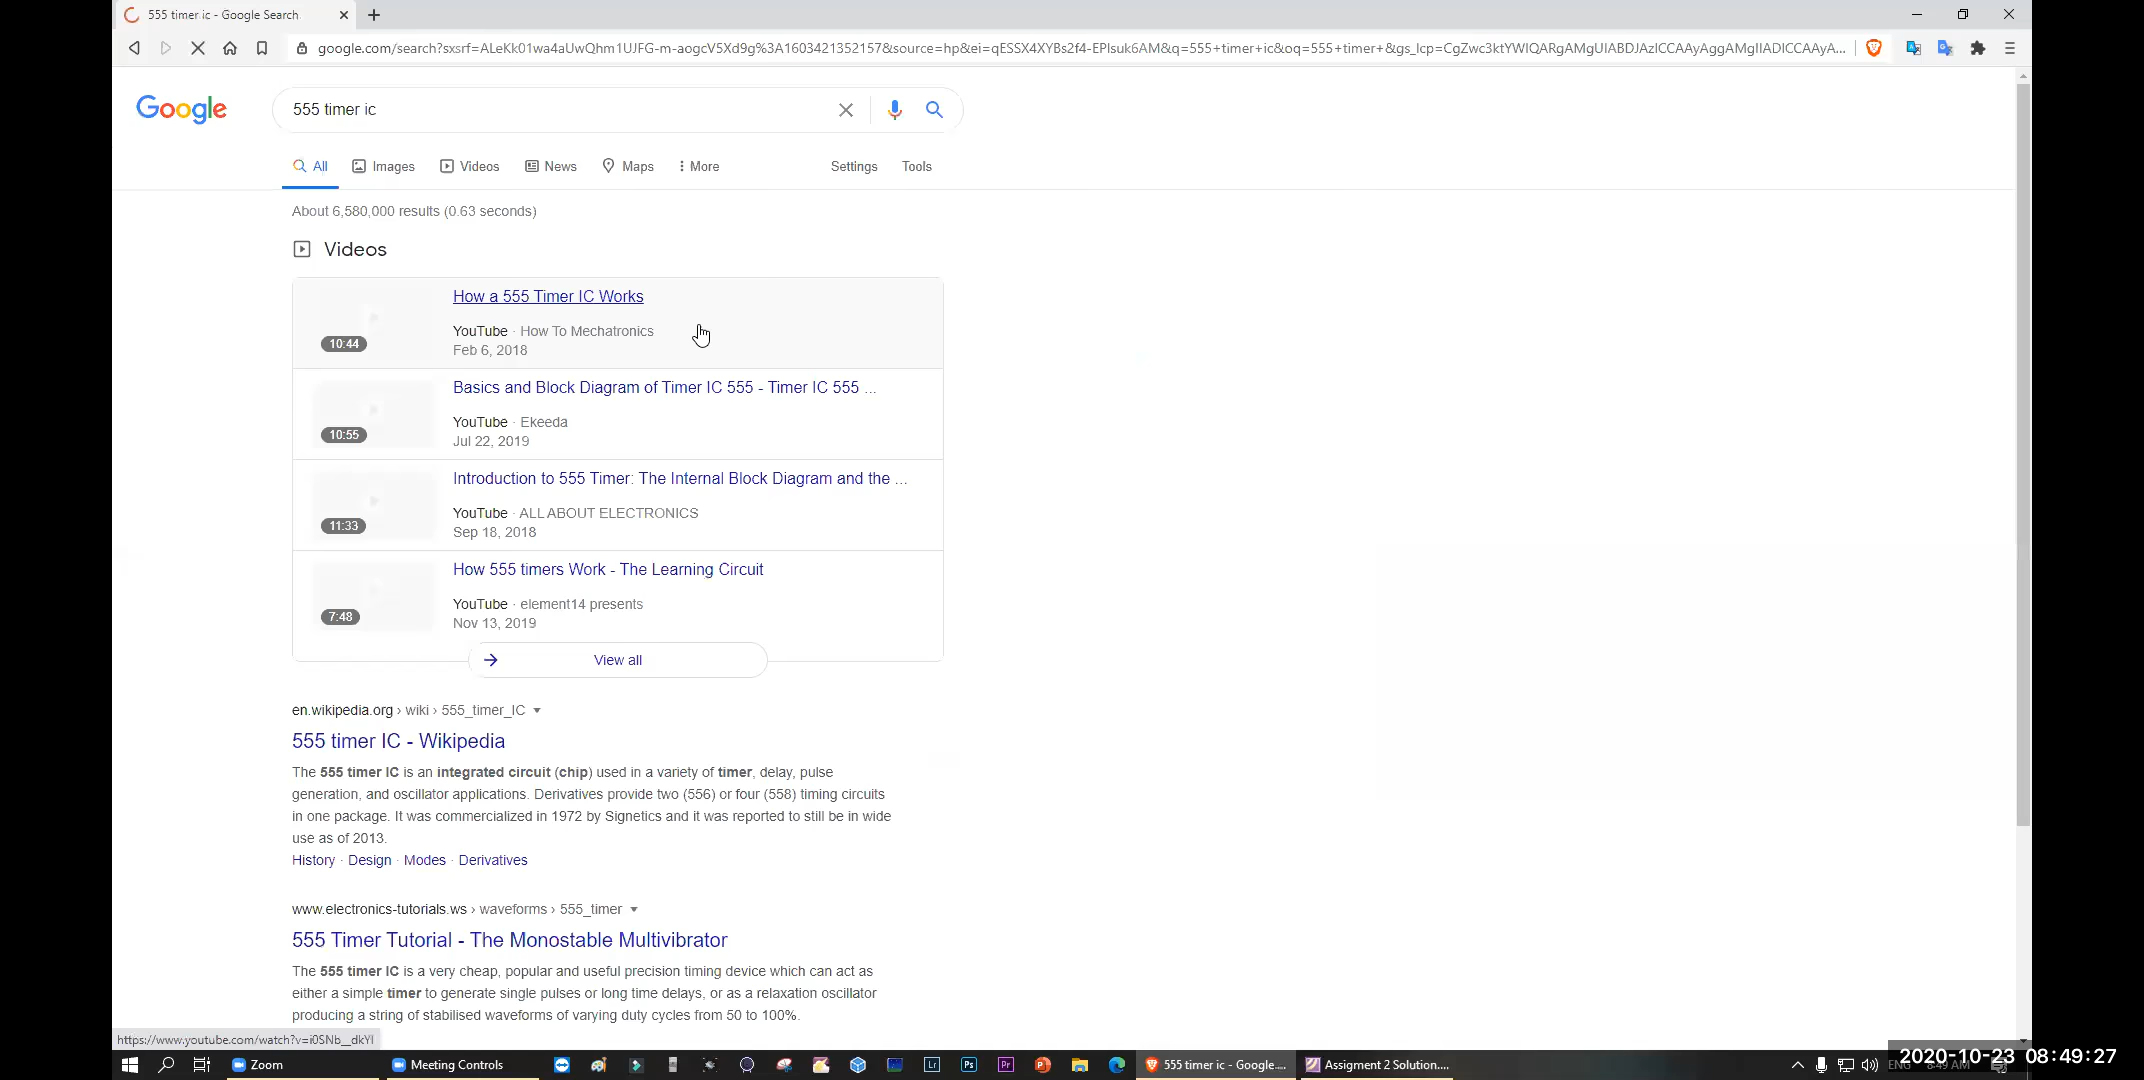 555 timer ic - Google Search
google.com/search?sxsrf=ALeKk01wa4aUwQhm1UJFG-m-aogcV5Xd9g%3A1603421352157&source=hp&ei=qESSX4XYBs2f4-EPlsuk6AM&q=555+timer+ic&oq=555+timer+&gs_lcp=CgZwc3ktYWIQARgAMgUIABDJAzICCAAyAggAMgIIADICCAAyA...
Google
555 timer ic
All Images Videos News Maps More Settings Tools
About 6,580,000 results (0.63 seconds)
Videos
How a 555 Timer IC Works
YouTube · How To Mechatronics
10:44
Feb 6, 2018
Basics and Block Diagram of Timer IC 555 - Timer IC 555 ...
YouTube · Ekeeda
10:55
Jul 22, 2019
Introduction to 555 Timer: The Internal Block Diagram and the ...
YouTube · ALL ABOUT ELECTRONICS
11:33
Sep 18, 2018
How 555 timers Work - The Learning Circuit
YouTube · element14 presents
7:48
Nov 13, 2019
View all
en.wikipedia.org › wiki › 555_timer_IC
555 timer IC - Wikipedia
The 555 timer IC is an integrated circuit (chip) used in a variety of timer, delay, pulse
generation, and oscillator applications. Derivatives provide two (556) or four (558) timing circuits
in one package. It was commercialized in 1972 by Signetics and it was reported to still be in wide
use as of 2013.
History · Design · Modes · Derivatives
www.electronics-tutorials.ws › waveforms › 555_timer
555 Timer Tutorial - The Monostable Multivibrator
The 555 timer IC is a very cheap, popular and useful precision timing device which can act as
either a simple timer to generate single pulses or long time delays, or as a relaxation oscillator
producing a string of stabilised waveforms of varying duty cycles from 50 to 100%.
https://www.youtube.com/watch?v=i0SNb__dkYI
Zoom Meeting Controls Lr Ps Pr 555 timer ic - Google.... Assigment 2 Solution.... ENG 8:49 AM
2020-10-23 08:49:27